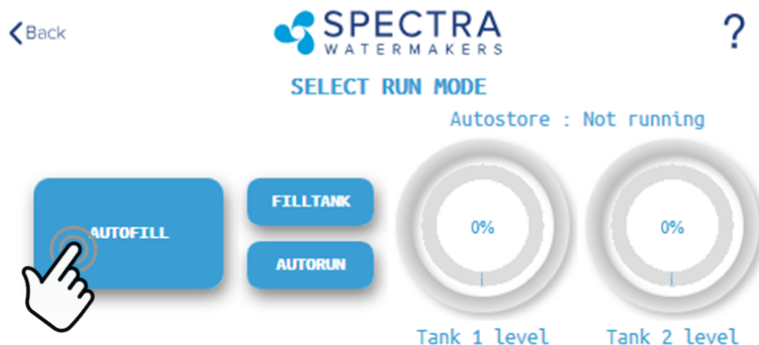 Back
SPECTRA
WATERMAKERS
?
SELECT RUN MODE
Autostore : Not running
AUTOFILL
FILLTANK
AUTORUN
0%
0%
Tank 1 level
Tank 2 level